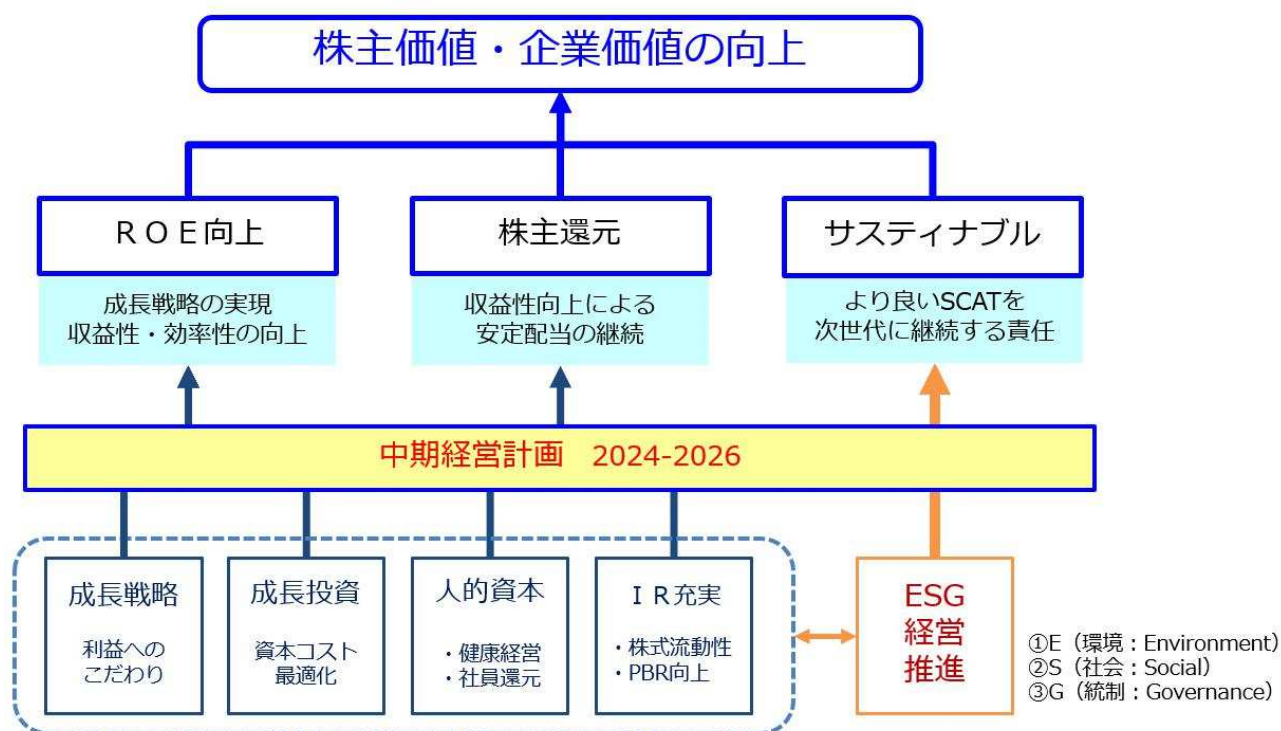 株主価値・企業価値の向上
ＲＯＥ向上
株主還元
サスティナブル
成長戦略の実現
収益性・効率性の向上
収益性向上による
安定配当の継続
より良いSCATを
次世代に継続する責任
中期経営計画　2024-2026
成長戦略
利益への
こだわり
成長投資
資本コスト
最適化
人的資本
・健康経営
・社員還元
ＩＲ充実
・株式流動性
・PBR向上
ESG
経営
推進
①E（環境：Environment）
②S（社会：Social）
③G（統制：Governance）